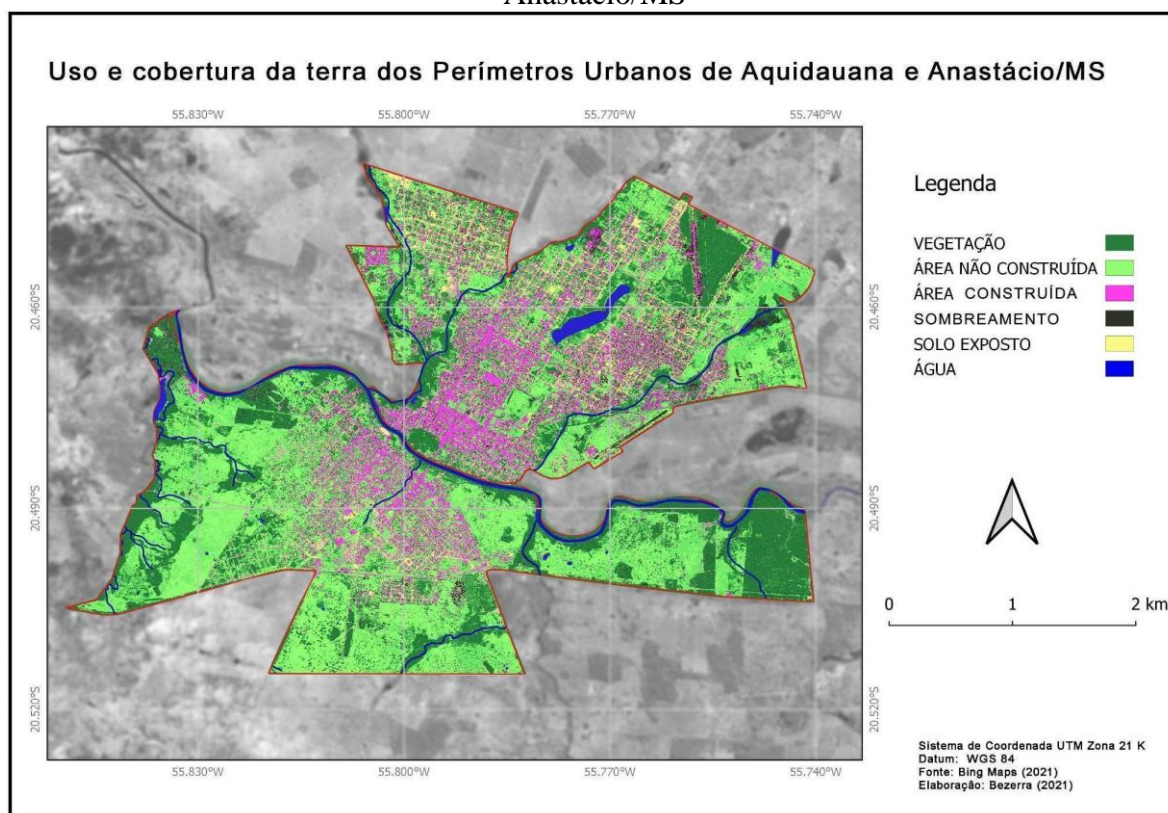 Anastácio/MS
Uso e cobertura da terra dos Perímetros Urbanos de Aquidauana e Anastácio/MS
55.830°W 55.800°W 55.770°W 55.740°W
20.460°S 20.460°S
20.490°S 20.490°S
20.520°S 20.520°S
55.830°W 55.800°W 55.770°W 55.740°W
Legenda
VEGETAÇÃO
ÁREA NÃO CONSTRUÍDA
ÁREA CONSTRUÍDA
SOMBREAMENTO
SOLO EXPOSTO
ÁGUA
0 1 2 km
Sistema de Coordenada UTM Zona 21 K
Datum: WGS 84
Fonte: Bing Maps (2021)
Elaboração: Bezerra (2021)